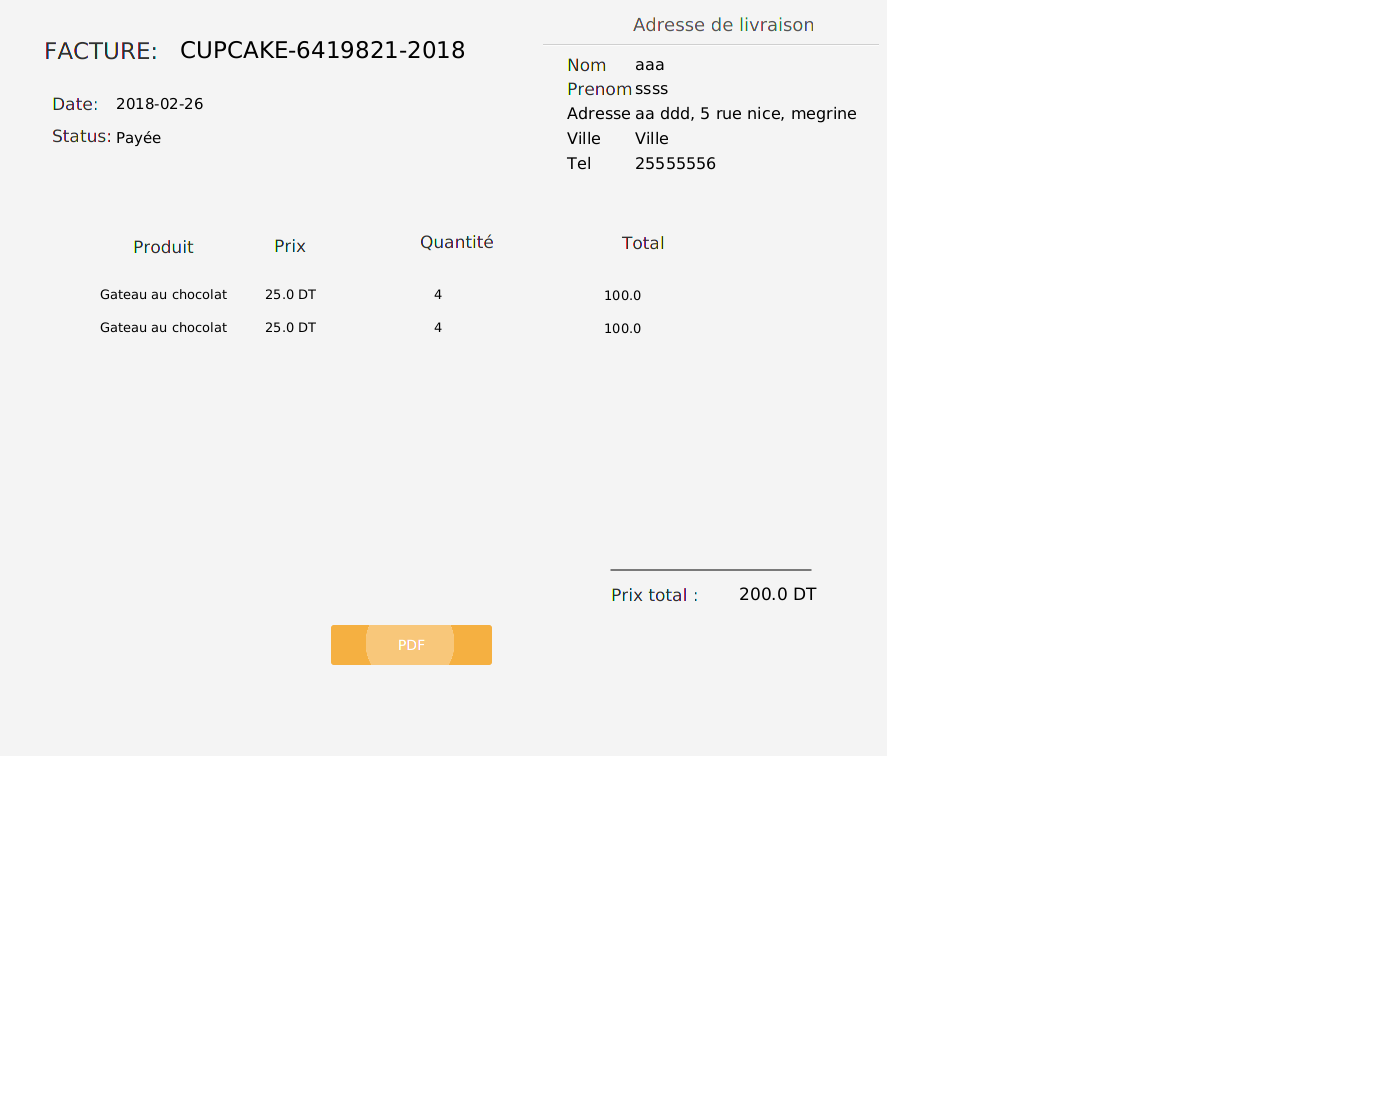 FACTURE: CUPCAKE-6419821-2018
Date: 2018-02-26
Status: Payée
Adresse de livraison
Nom aaa
Prenom ssss
Adresse aa ddd, 5 rue nice, megrine
Ville Ville
Tel 25555556
Produit Prix Quantité Total
Gateau au chocolat 25.0 DT 4 100.0
Gateau au chocolat 25.0 DT 4 100.0
Prix total : 200.0 DT
PDF